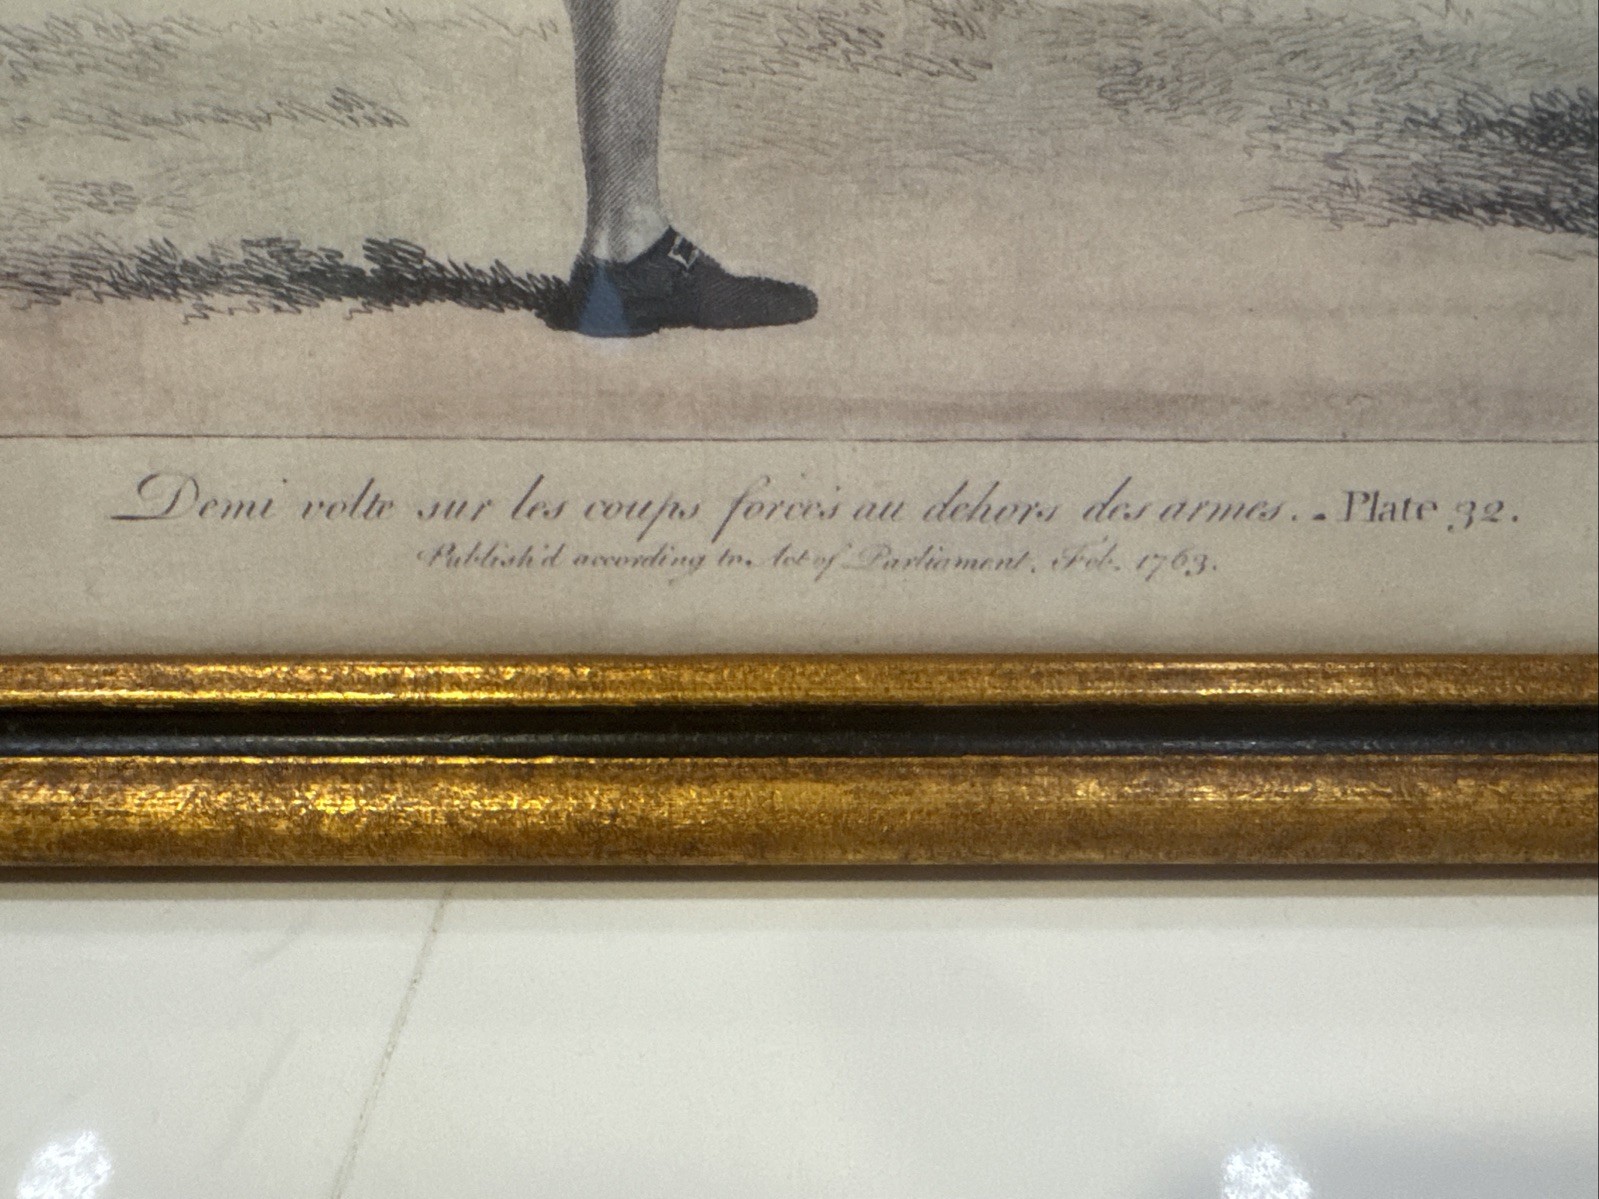 Demi volte sur les coups forcés au dehors des armes. - Plate 32.
Publish'd according to Act of Parliament, Feb. 1763.